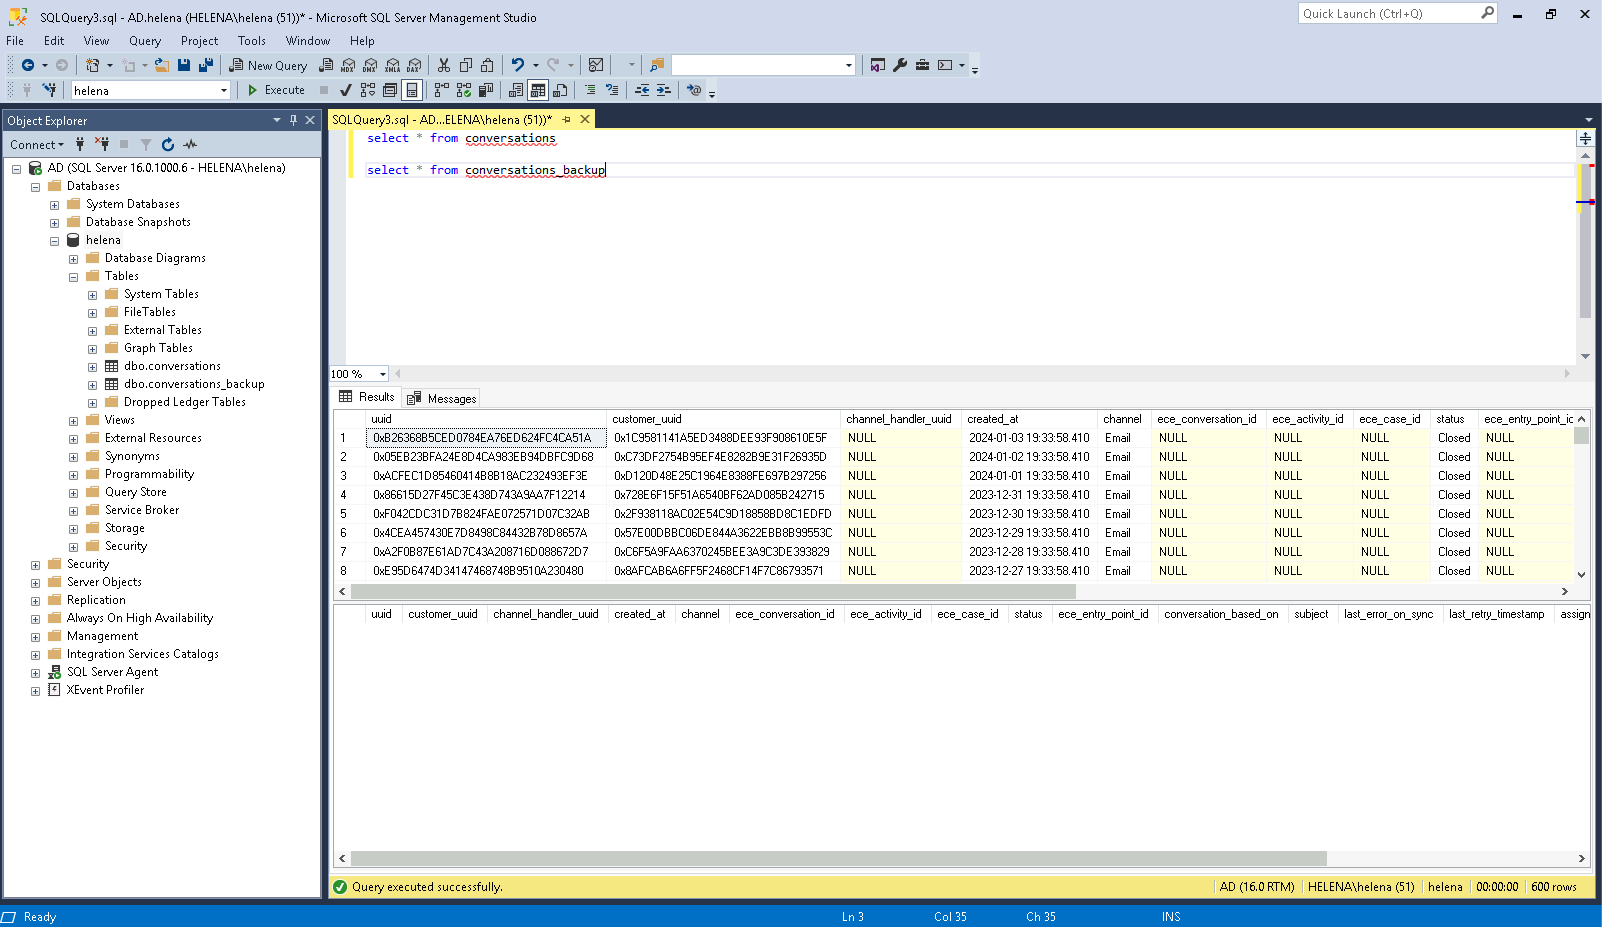 SQLQuery3.sql - AD.helena (HELENA\helena (51))* - Microsoft SQL Server Management Studio
Quick Launch (Ctrl+Q)
File Edit View Query Project Tools Window Help
New Query MDX DMX XMLA DAX
helena Execute
Object Explorer
Connect
AD (SQL Server 16.0.1000.6 - HELENA\helena)
Databases
System Databases
Database Snapshots
helena
Database Diagrams
Tables
System Tables
FileTables
External Tables
Graph Tables
dbo.conversations
dbo.conversations_backup
Dropped Ledger Tables
Views
External Resources
Synonyms
Programmability
Query Store
Service Broker
Storage
Security
Security
Server Objects
Replication
Always On High Availability
Management
Integration Services Catalogs
SQL Server Agent
XEvent Profiler
SQLQuery3.sql - AD...ELENA\helena (51))*
select * from conversations
select * from conversations_backup
100 %
Results Messages
uuid customer_uuid channel_handler_uuid created_at channel ece_conversation_id ece_activity_id ece_case_id status ece_entry_point_id
1 0xB26368B5CED0784EA76ED624FC4CA51A 0x1C9581141A5ED3488DEE93F908610E5F NULL 2024-01-03 19:33:58.410 Email NULL NULL NULL Closed NULL
2 0x05EB23BFA24E8D4CA983EB94DBFC9D68 0xC73DF2754B95EF4E8282B9E31F26935D NULL 2024-01-02 19:33:58.410 Email NULL NULL NULL Closed NULL
3 0xACFEC1D85460414B8B18AC232493EF3E 0xD120D48E25C1964E8388FE697B297256 NULL 2024-01-01 19:33:58.410 Email NULL NULL NULL Closed NULL
4 0x86615D27F45C3E438D743A9AA7F12214 0x728E6F15F51A6540BF62AD085B242715 NULL 2023-12-31 19:33:58.410 Email NULL NULL NULL Closed NULL
5 0xF042CDC31D7B824FAE072571D07C32AB 0x2F938118AC02E54C9D18858BD8C1EDFD NULL 2023-12-30 19:33:58.410 Email NULL NULL NULL Closed NULL
6 0x4CEA457430E7D8498C84432B78D8657A 0x57E00DBBC06DE844A3622EBB8B99553C NULL 2023-12-29 19:33:58.410 Email NULL NULL NULL Closed NULL
7 0xA2F0B87E61AD7C43A208716D088672D7 0xC6F5A9FAA6370245BEE3A9C3DE393829 NULL 2023-12-28 19:33:58.410 Email NULL NULL NULL Closed NULL
8 0xE95D6474D34147468748B9510A230480 0x8AFCAB6A6FF5F2468CF14F7C86793571 NULL 2023-12-27 19:33:58.410 Email NULL NULL NULL Closed NULL
uuid customer_uuid channel_handler_uuid created_at channel ece_conversation_id ece_activity_id ece_case_id status ece_entry_point_id conversation_based_on subject last_error_on_sync last_retry_timestamp assign
Query executed successfully. AD (16.0 RTM) HELENA\helena (51) helena 00:00:00 600 rows
Ready Ln 3 Col 35 Ch 35 INS